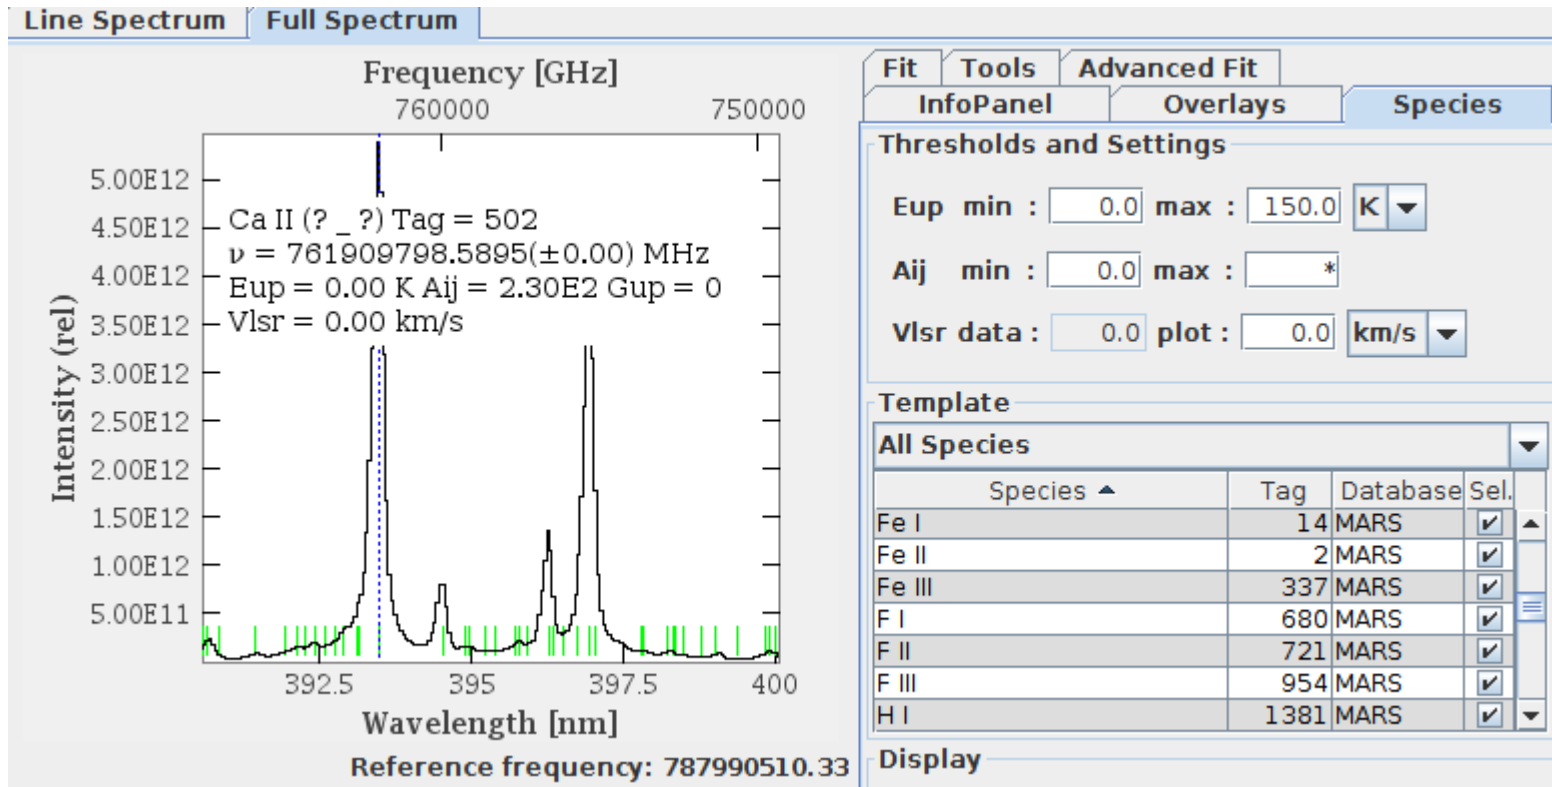 Line Spectrum
Full Spectrum
Frequency [GHz]
760000
750000
5.00E12
4.50E12
4.00E12
3.50E12
3.00E12
2.50E12
2.00E12
1.50E12
1.00E12
5.00E11
Intensity (rel)
Ca II (? _ ?) Tag = 502
ν = 761909798.5895(±0.00) MHz
Eup = 0.00 K Aij = 2.30E2 Gup = 0
Vlsr = 0.00 km/s
392.5 395 397.5 400
Wavelength [nm]
Reference frequency: 787990510.33
Fit Tools Advanced Fit
InfoPanel Overlays Species
Thresholds and Settings
Eup min : 0.0 max : 150.0 K
Aij min : 0.0 max : *
Vlsr data : 0.0 plot : 0.0 km/s
Template
All Species
Species Tag Database Sel.
Fe I 14 MARS
Fe II 2 MARS
Fe III 337 MARS
F I 680 MARS
F II 721 MARS
F III 954 MARS
H I 1381 MARS
Display